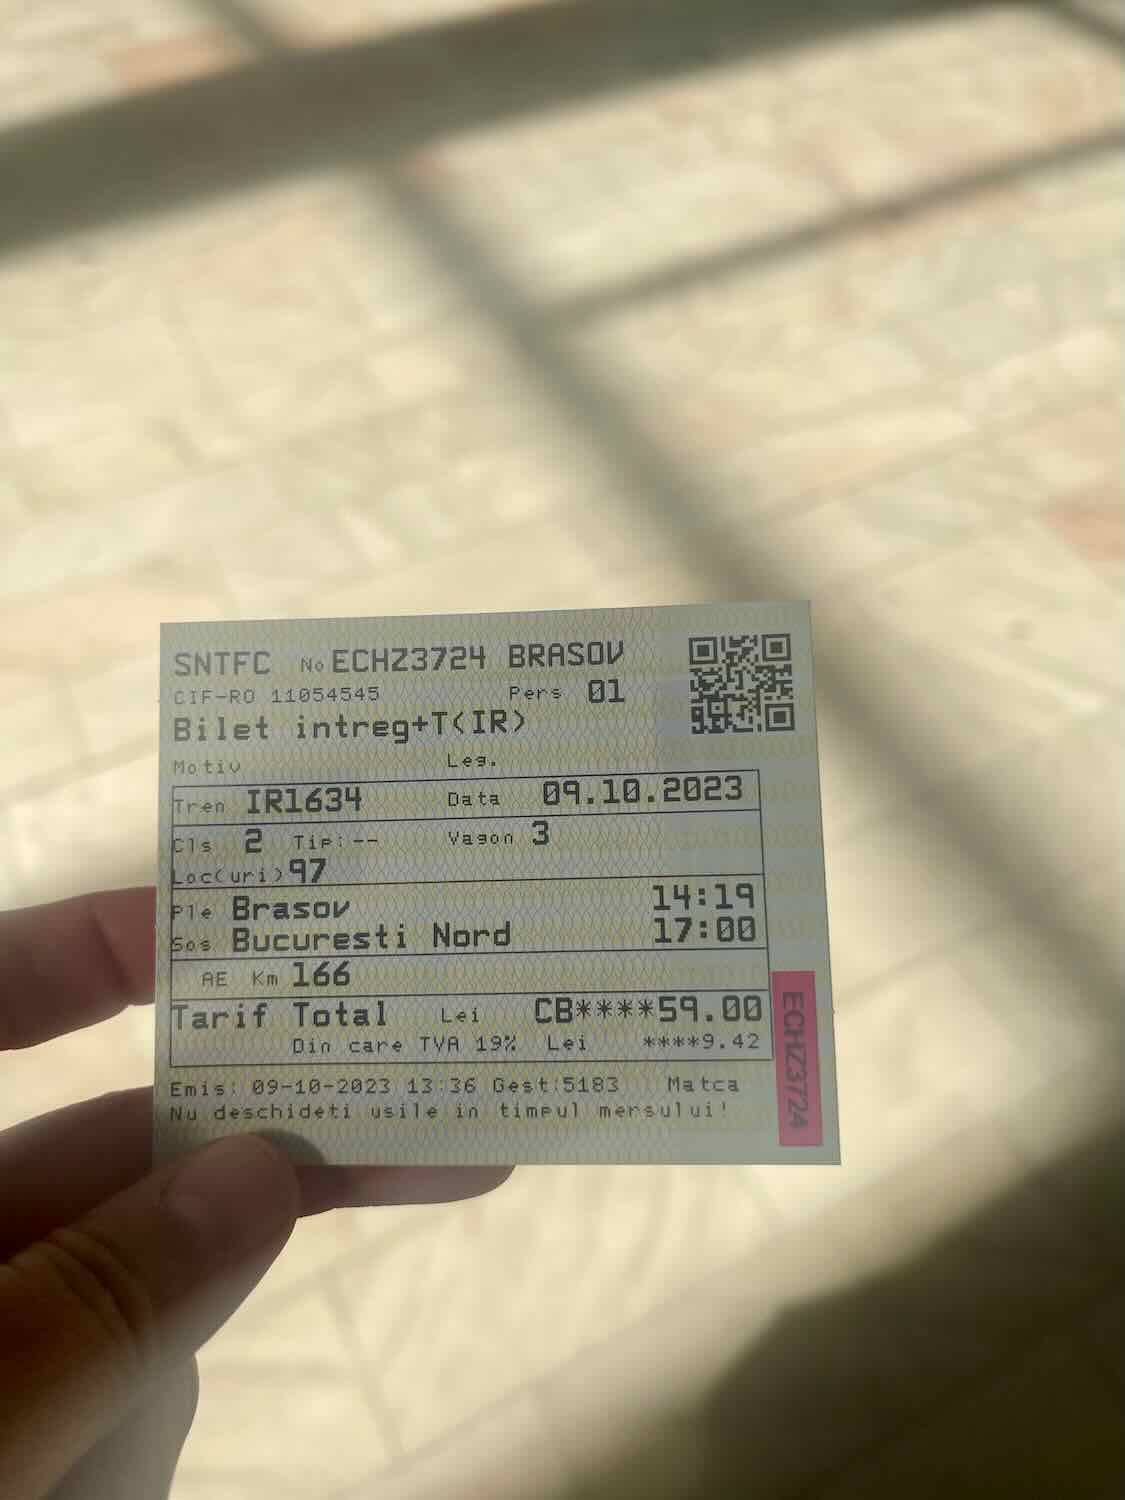 SNTFC No ECHZ3724 BRASOV
CIF-RO 11054545 Pers 01
Bilet intreg+T(IR)
Motiv Leg.
Tren IR1634 Data 09.10.2023
Cls 2 Tip:-- Vagon 3
Loc(uri) 97
Ple Brasov 14:19
Sos Bucuresti Nord 17:00
AE Km 166
Tarif Total Lei CB****59.00
Din care TVA 19% Lei ****9.42
Emis: 09-10-2023 13:36 Gest:5183 Matca
Nu deschideti usile in timpul mersului!
ECHZ3724